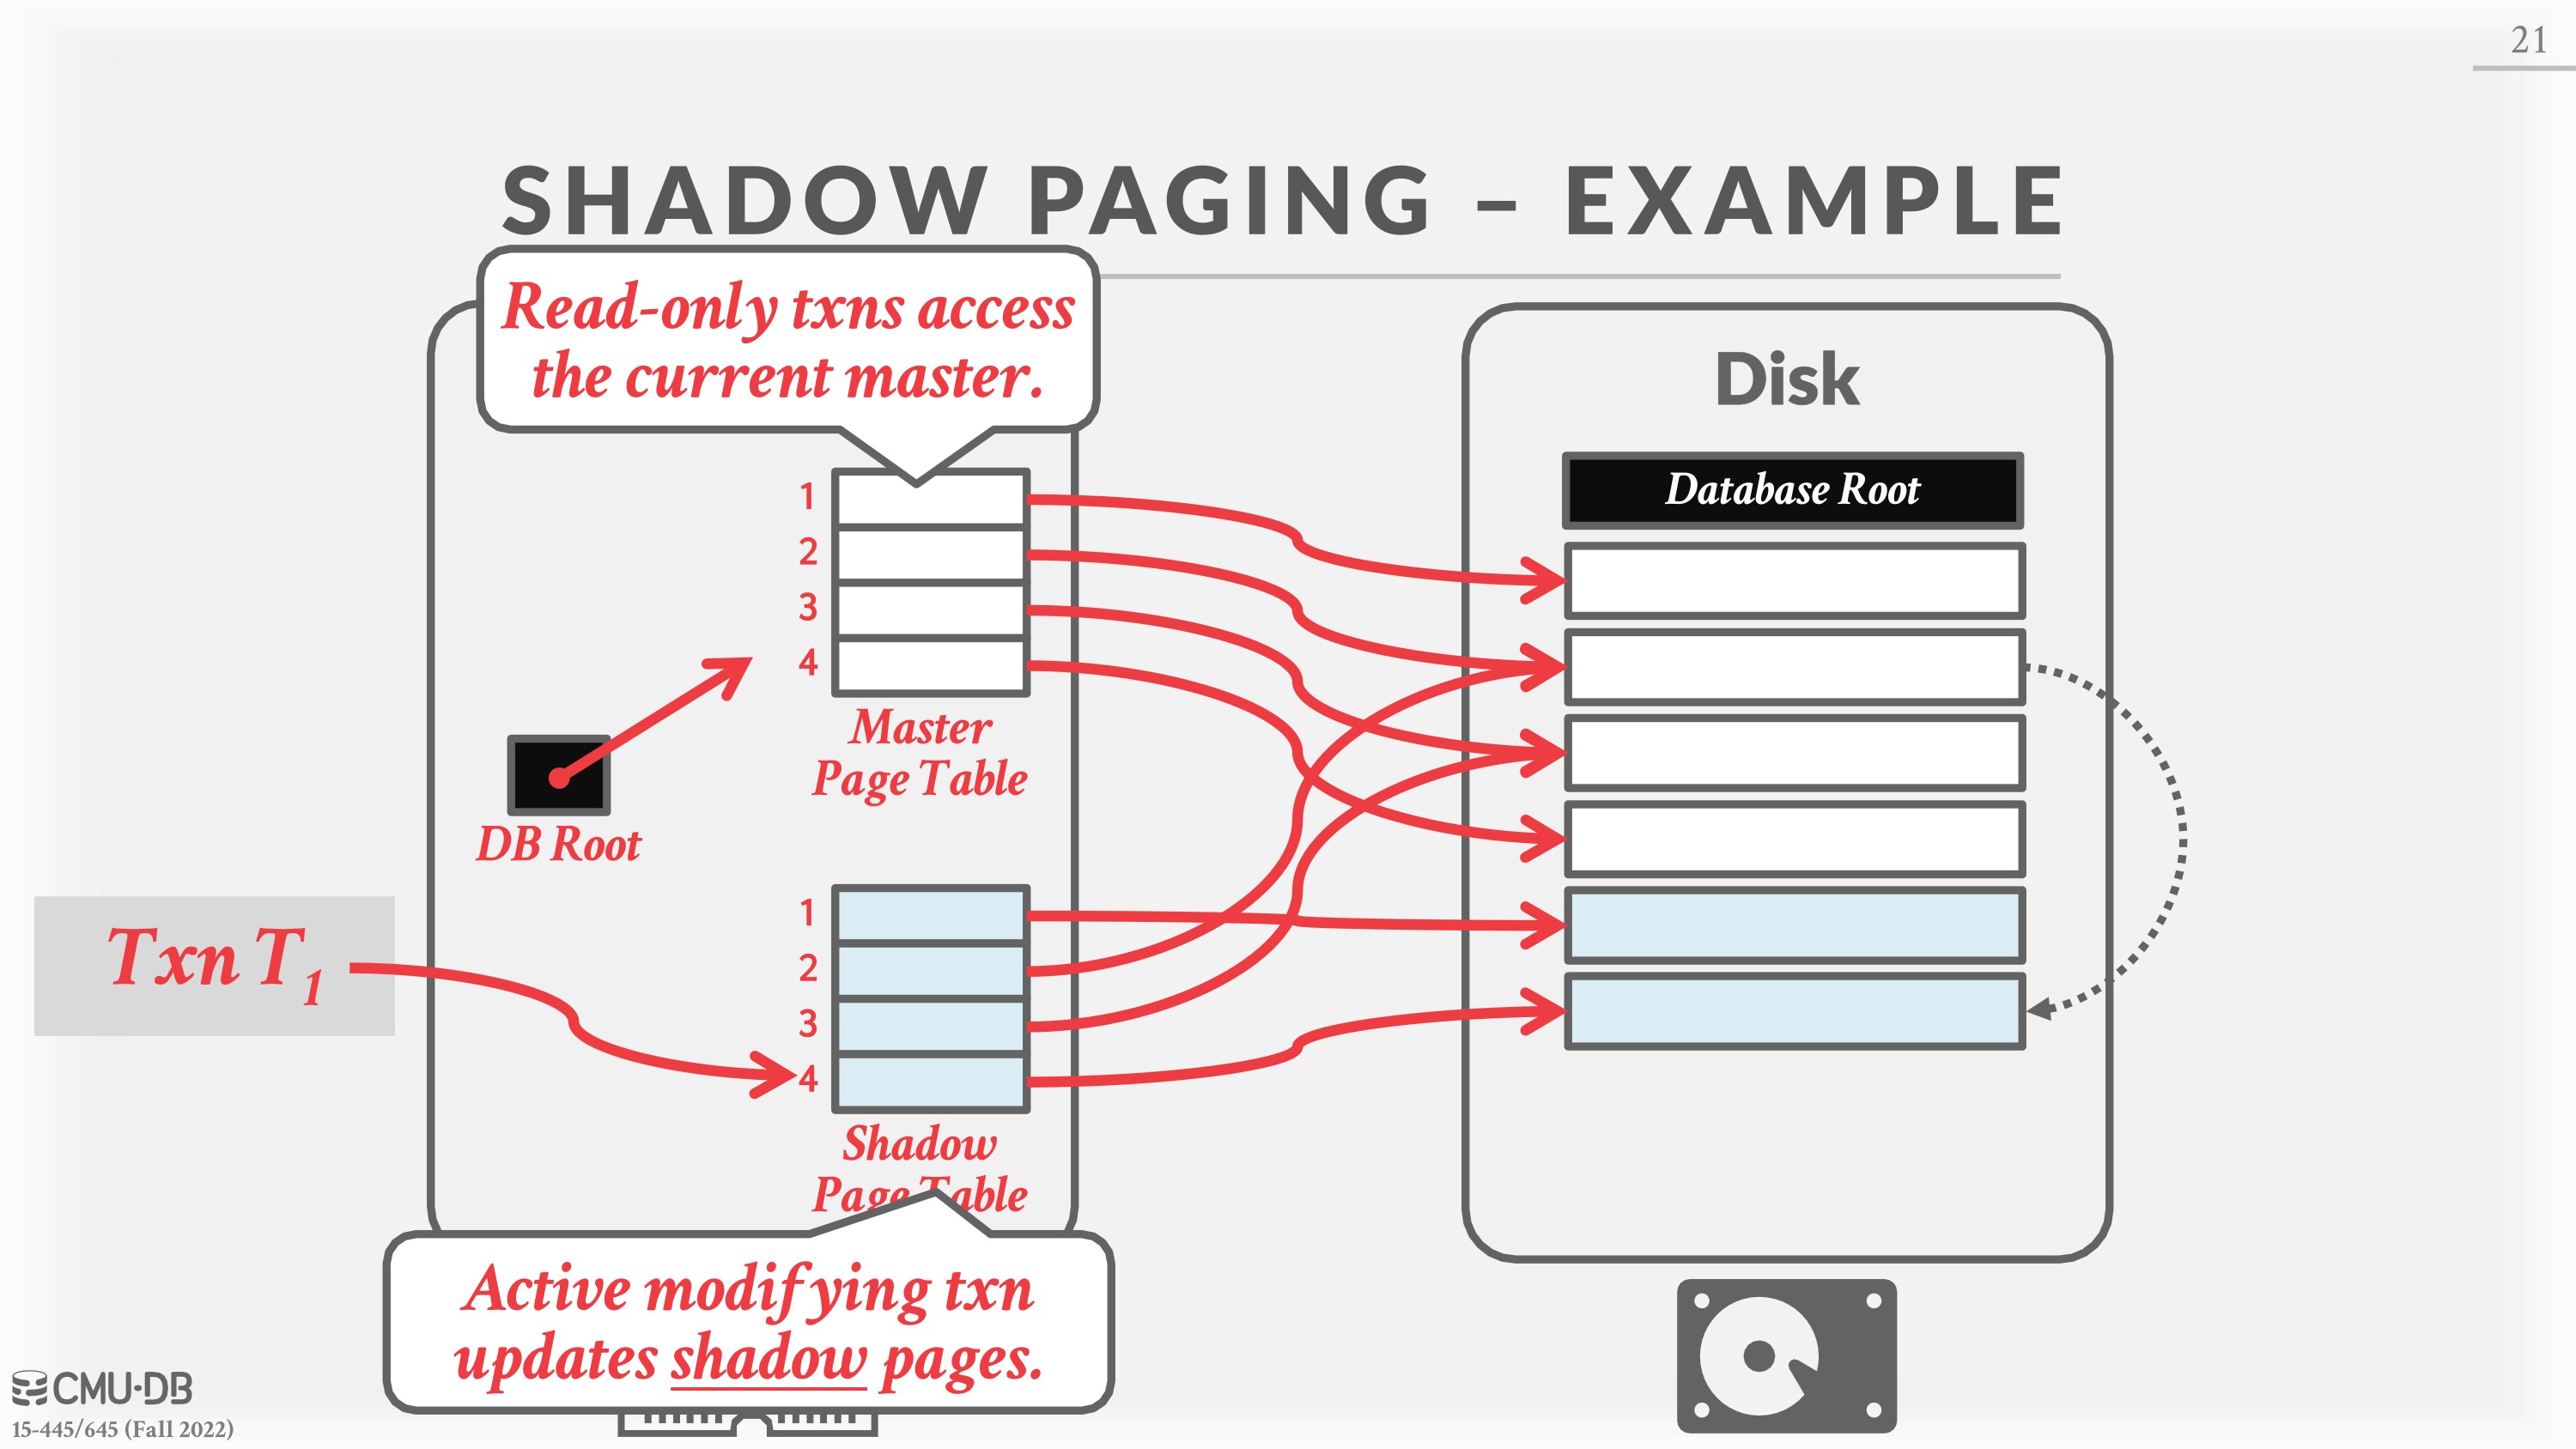 21
SHADOW PAGING – EXAMPLE
Read-only txns access
the current master.
1
2
3
4
Master
Page Table
DB Root
Txn T1
1
2
3
4
Shadow
Page Table
Active modifying txn
updates shadow pages.
Disk
Database Root
CMU·DB
15-445/645 (Fall 2022)